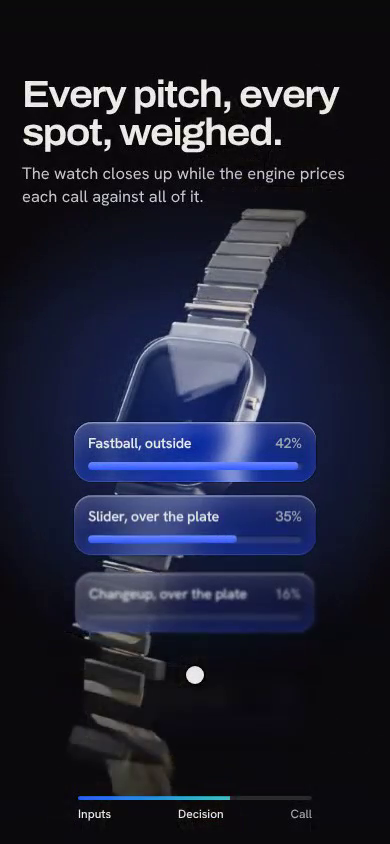 Every pitch, every
spot, weighed.
The watch closes up while the engine prices
each call against all of it.
Fastball, outside 42%
Slider, over the plate 35%
Changeup, over the plate 16%
Inputs Decision Call